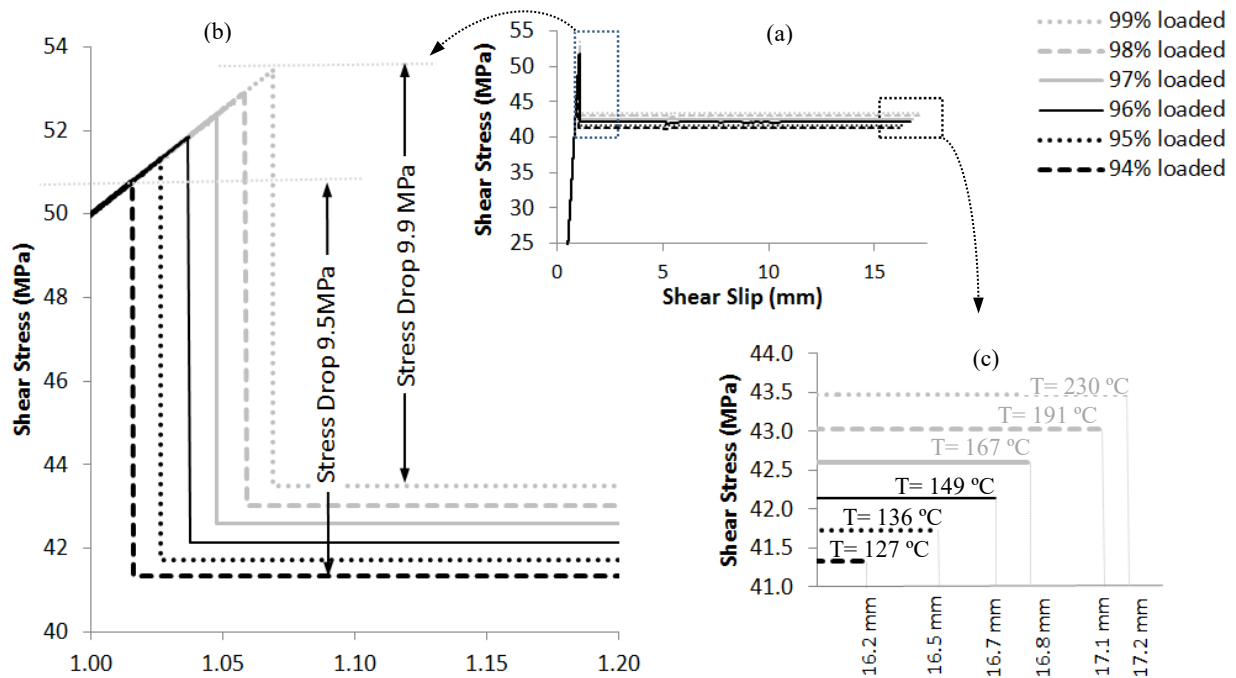 (b)
54
52
50
48
46
44
42
40
Shear Stress (MPa)
1.00
1.05
1.10
1.15
1.20
Stress Drop 9.5MPa
Stress Drop 9.9 MPa
(a)
55
50
45
40
35
30
25
Shear Stress (MPa)
0
5
10
15
Shear Slip (mm)
99% loaded
98% loaded
97% loaded
96% loaded
95% loaded
94% loaded
(c)
44.0
43.5
43.0
42.5
42.0
41.5
41.0
Shear Stress (MPa)
T= 230 ºC
T= 191 ºC
T= 167 ºC
T= 149 ºC
T= 136 ºC
T= 127 ºC
16.2 mm
16.5 mm
16.7 mm
16.8 mm
17.1 mm
17.2 mm